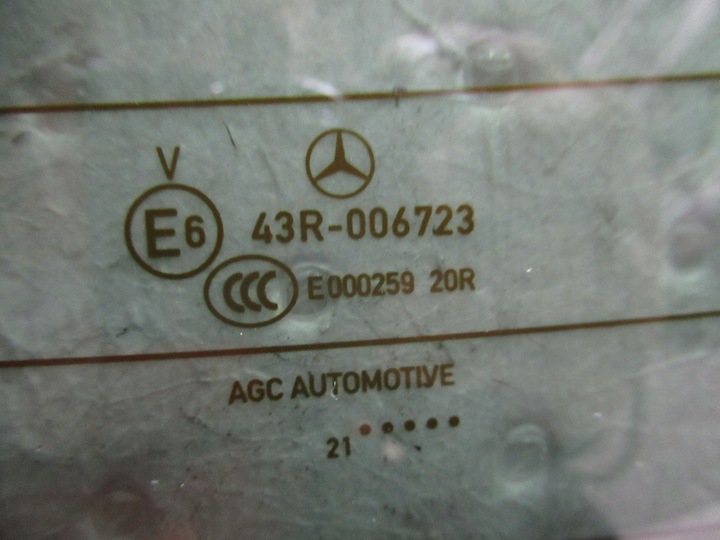 V
E6 43R-006723
CCC E000259 20R
AGC AUTOMOTIVE
21 •••••